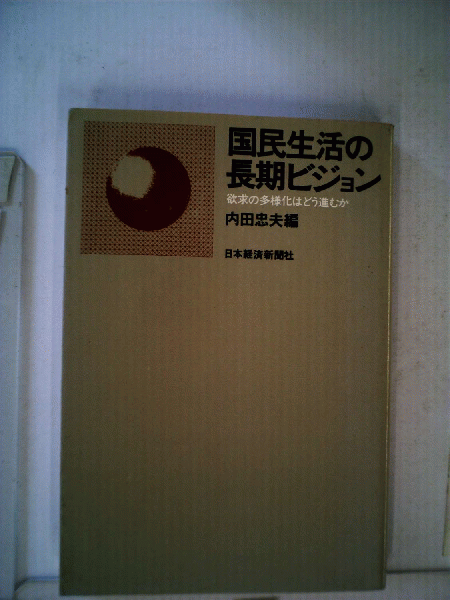 国民生活の
長期ビジョン
欲求の多様化はどう進むか
内田忠夫編
日本経済新聞社